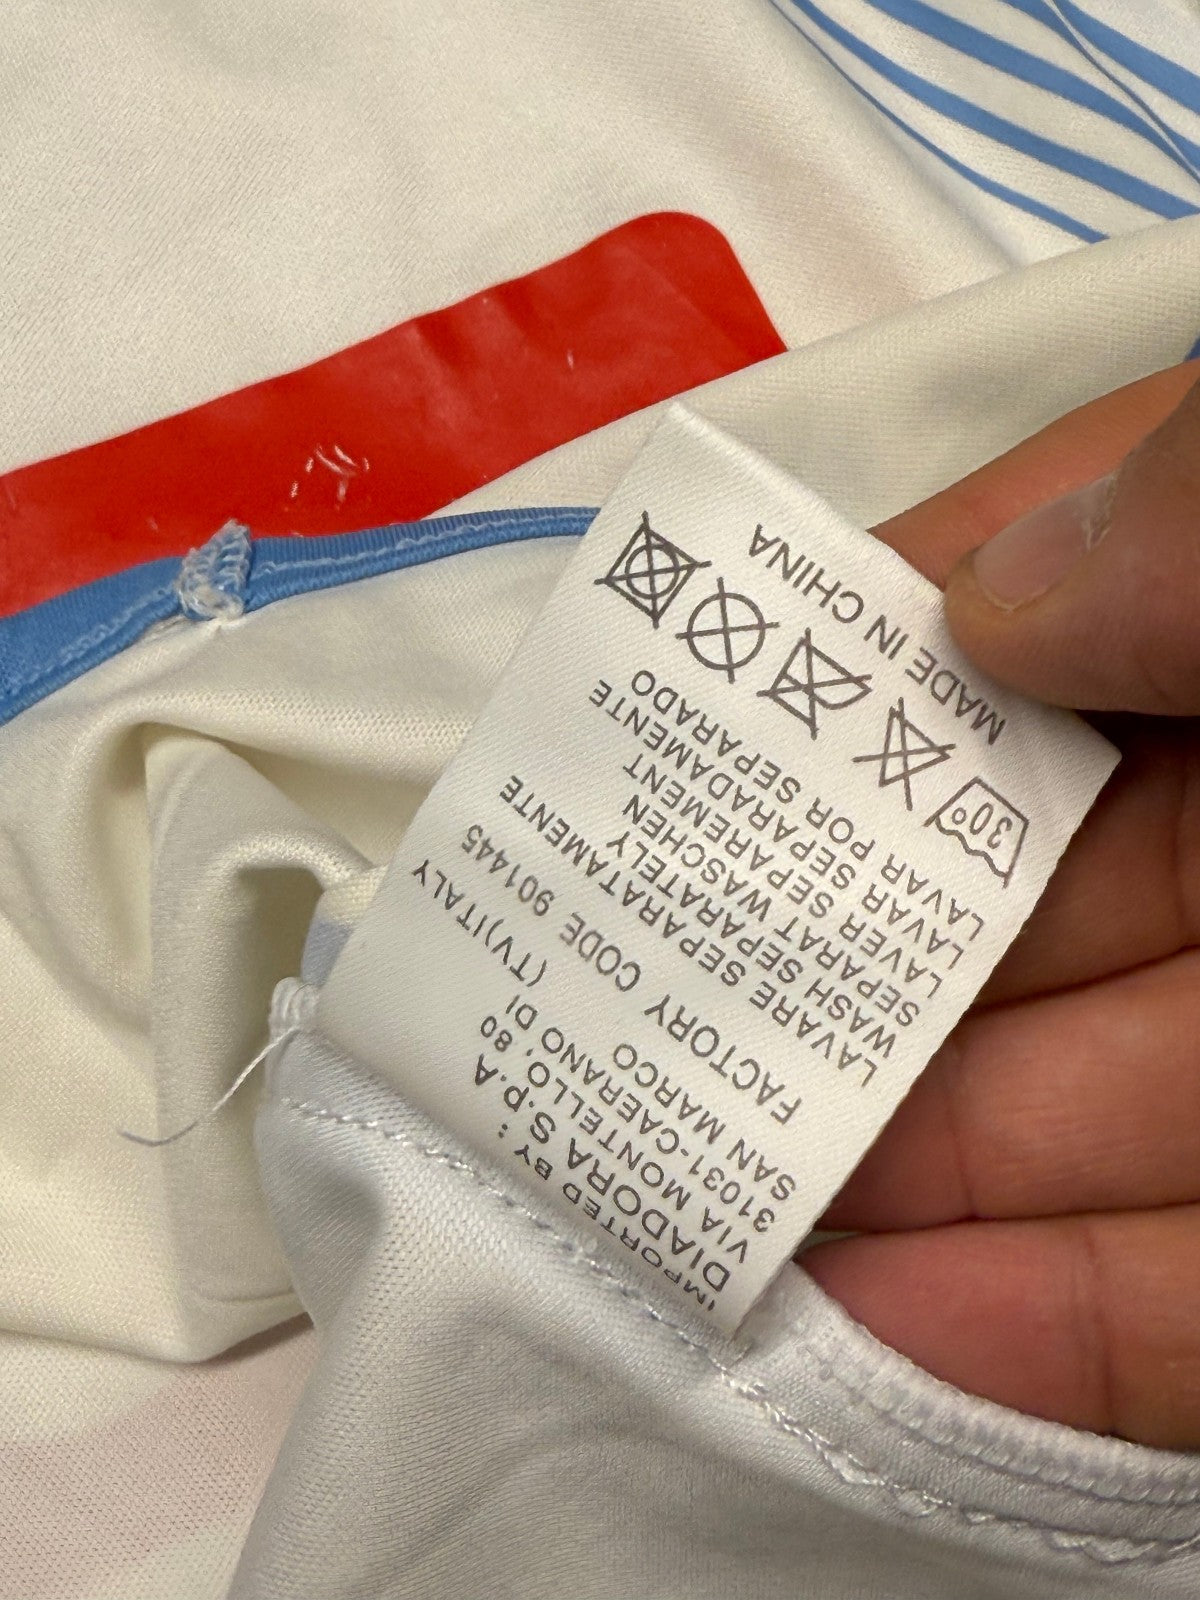 IMPORTED BY :
DIADORA S.p.A
VIA MONTELLO, 80
31031-CAERANO DI
SAN MARCO (TV)ITALY
FACTORY CODE 901445
LAVARE SEPARATAMENTE
WASH SEPARATELY
SEPARAT WASCHEN
LAVER SEPAREMENT
LAVAR SEPARADAMENTE
LAVAR POR SEPARADO
30°
MADE IN CHINA